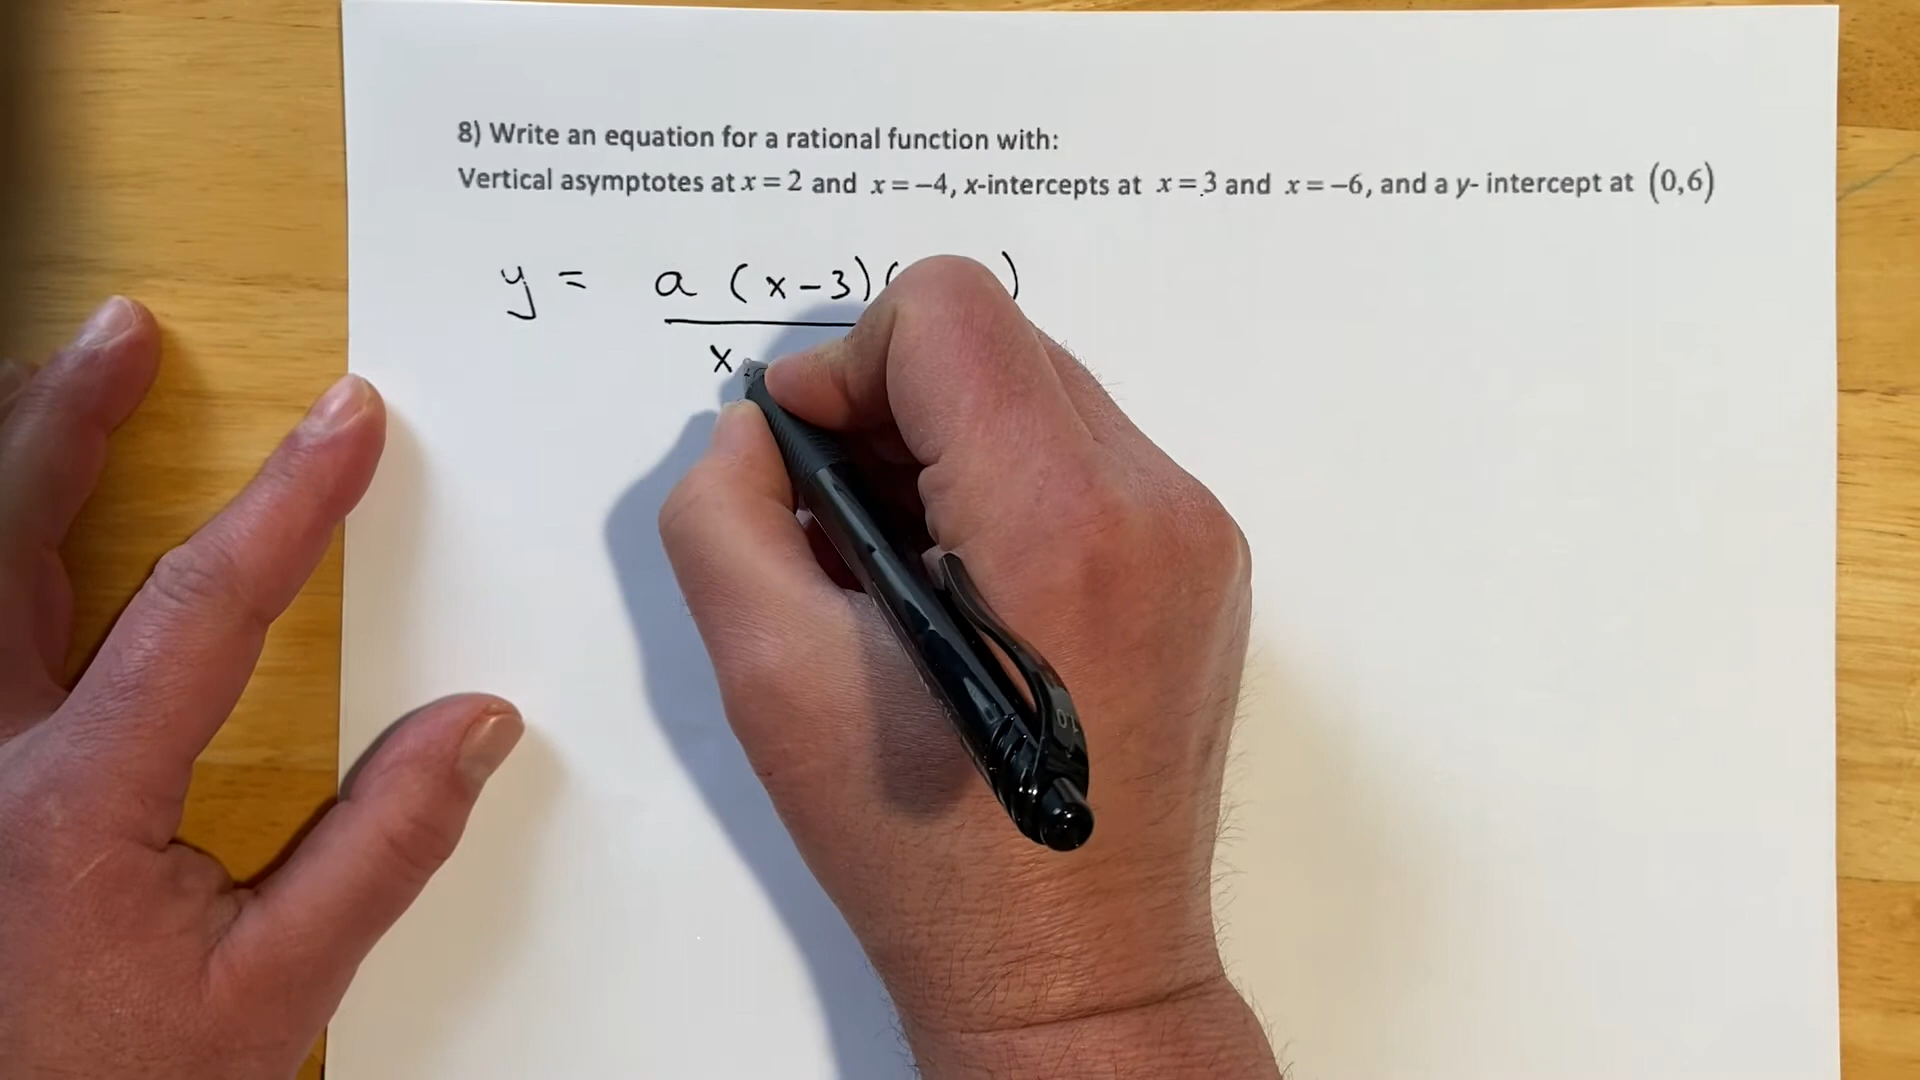 8) Write an equation for a rational function with:
Vertical asymptotes at x = 2 and x = −4, x-intercepts at x = 3 and x = −6, and a y- intercept at (0,6)
y = a (x-3)( )
x